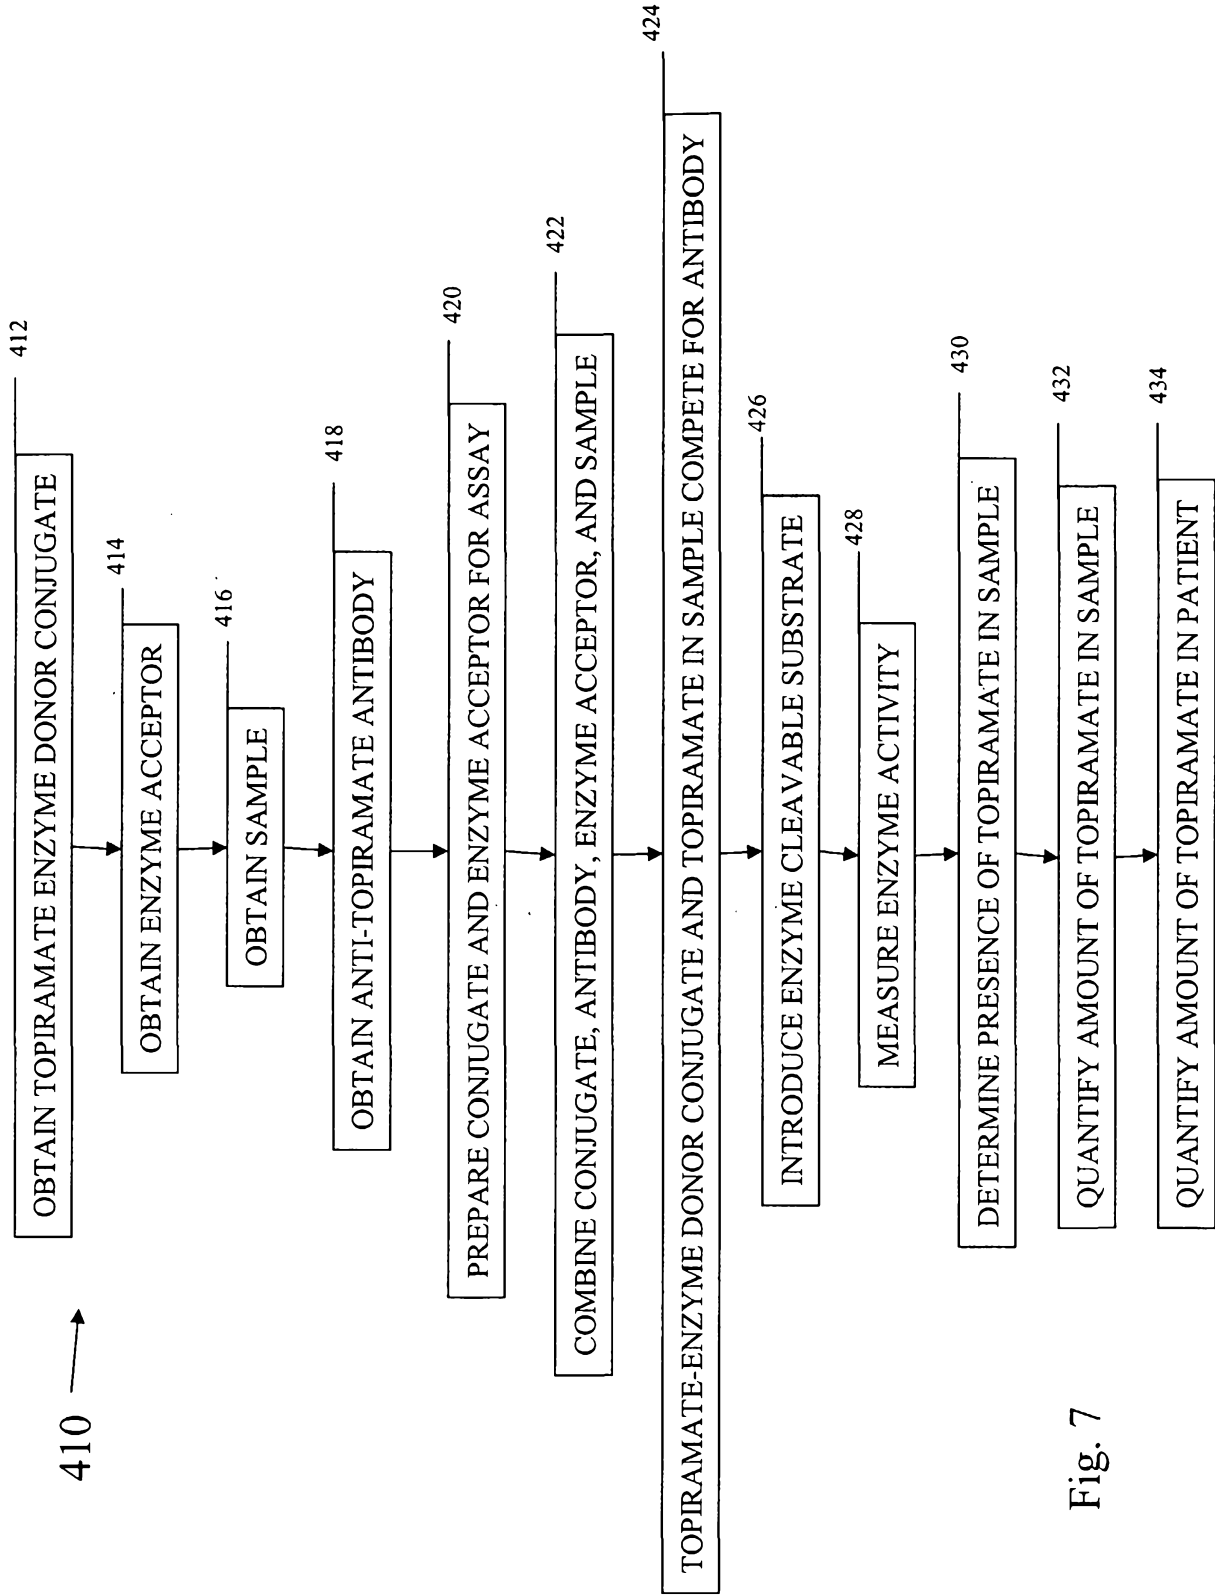 410
OBTAIN TOPIRAMATE ENZYME DONOR CONJUGATE
412
OBTAIN ENZYME ACCEPTOR
414
OBTAIN SAMPLE
416
OBTAIN ANTI-TOPIRAMATE ANTIBODY
418
PREPARE CONJUGATE AND ENZYME ACCEPTOR FOR ASSAY
420
COMBINE CONJUGATE, ANTIBODY, ENZYME ACCEPTOR, AND SAMPLE
422
TOPIRAMATE-ENZYME DONOR CONJUGATE AND TOPIRAMATE IN SAMPLE COMPETE FOR ANTIBODY
424
INTRODUCE ENZYME CLEAVABLE SUBSTRATE
426
MEASURE ENZYME ACTIVITY
428
DETERMINE PRESENCE OF TOPIRAMATE IN SAMPLE
430
QUANTIFY AMOUNT OF TOPIRAMATE IN SAMPLE
432
QUANTIFY AMOUNT OF TOPIRAMATE IN PATIENT
434
Fig. 7